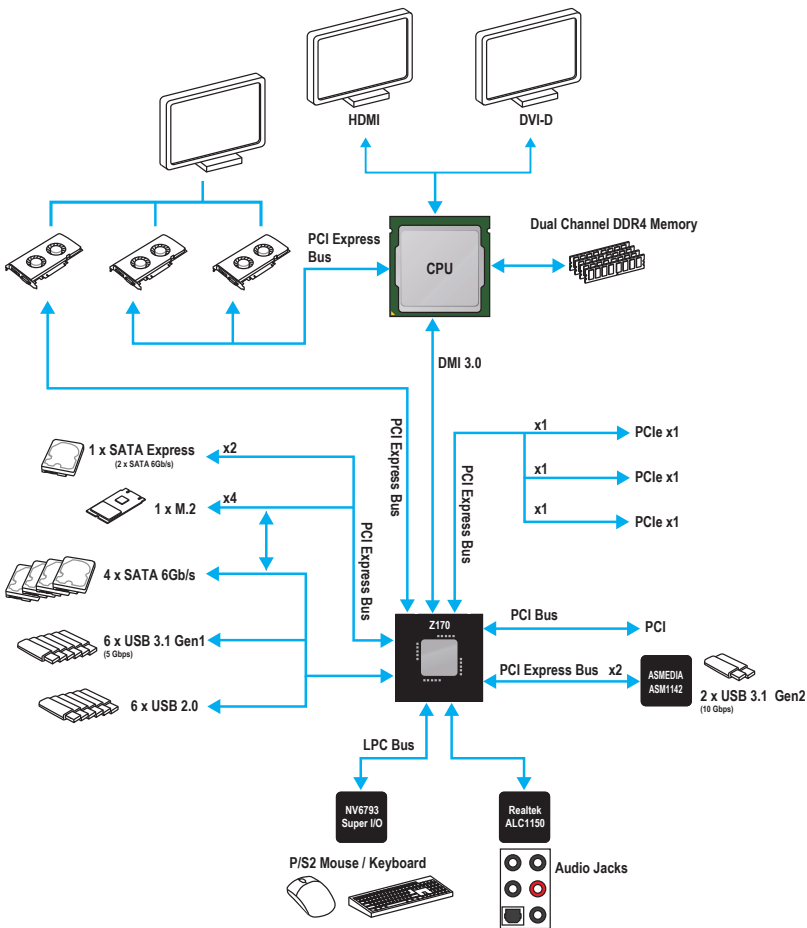 HDMI
DVI-D
PCI Express
Bus
CPU
Dual Channel DDR4 Memory
DMI 3.0
1 x SATA Express
(2 x SATA 6Gb/s)
x2
1 x M.2
x4
4 x SATA 6Gb/s
6 x USB 3.1 Gen1
(5 Gbps)
6 x USB 2.0
PCI Express Bus
PCI Express Bus
PCI Express Bus
x1
PCIe x1
x1
PCIe x1
x1
PCIe x1
Z170
PCI Bus
PCI
PCI Express Bus x2
ASMEDIA
ASM1142
2 x USB 3.1 Gen2
(10 Gbps)
LPC Bus
NV6793
Super I/O
Realtek
ALC1150
P/S2 Mouse / Keyboard
Audio Jacks